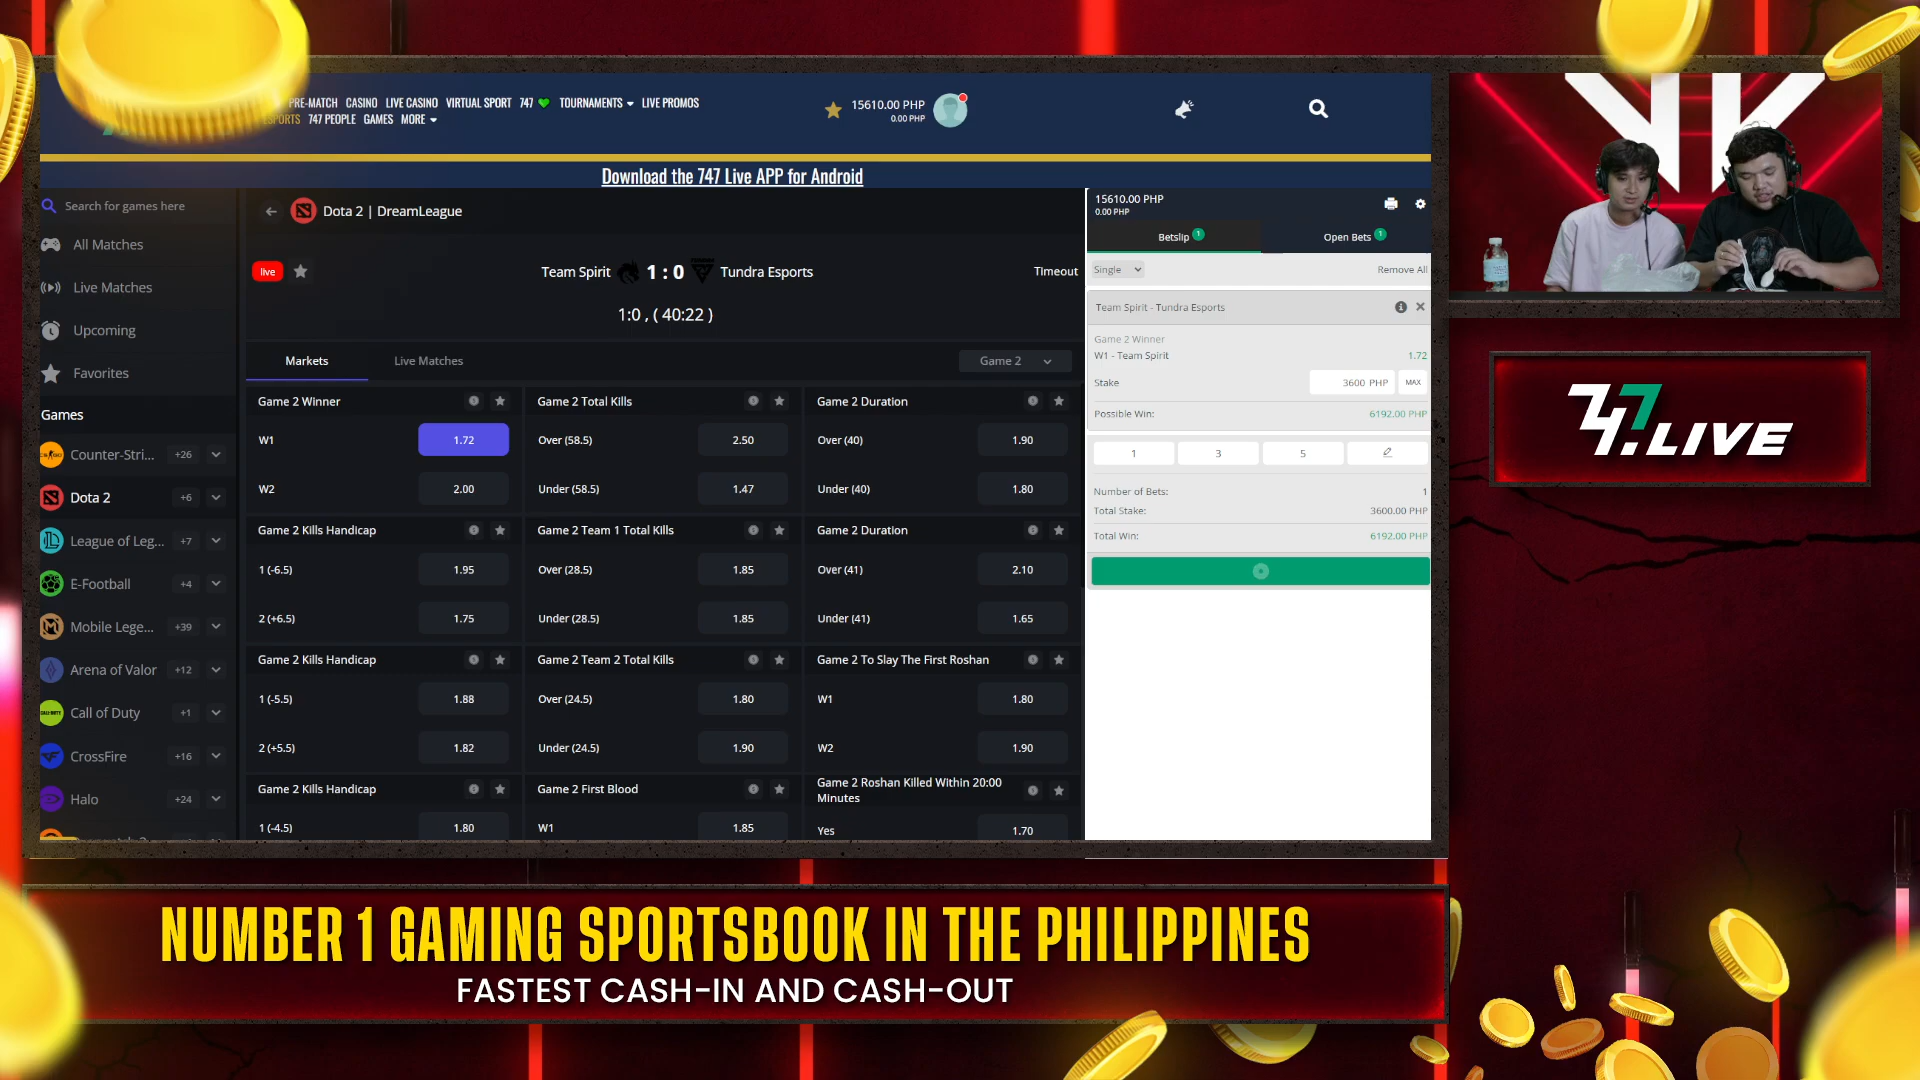 PRE-MATCH CASINO LIVE CASINO VIRTUAL SPORT 747 TOURNAMENTS LIVE PROMOS
ESPORTS 747 PEOPLE GAMES MORE
15610.00 PHP
0.00 PHP
Download the 747 Live APP for Android
Search for games here
All Matches
Live Matches
Upcoming
Favorites
Games
Counter-Stri... +26
Dota 2 +6
League of Leg... +7
E-Football +4
Mobile Lege... +39
Arena of Valor +12
Call of Duty +1
CrossFire +16
Halo +24
Dota 2 | DreamLeague
live
Team Spirit 1 : 0 Tundra Esports
Timeout
1:0 , ( 40:22 )
Markets Live Matches Game 2
Game 2 Winner
W1 1.72
W2 2.00
Game 2 Total Kills
Over (58.5) 2.50
Under (58.5) 1.47
Game 2 Duration
Over (40) 1.90
Under (40) 1.80
Game 2 Kills Handicap
1 (-6.5) 1.95
2 (+6.5) 1.75
Game 2 Team 1 Total Kills
Over (28.5) 1.85
Under (28.5) 1.85
Game 2 Duration
Over (41) 2.10
Under (41) 1.65
Game 2 Kills Handicap
1 (-5.5) 1.88
2 (+5.5) 1.82
Game 2 Team 2 Total Kills
Over (24.5) 1.80
Under (24.5) 1.90
Game 2 To Slay The First Roshan
W1 1.80
W2 1.90
Game 2 Kills Handicap
1 (-4.5) 1.80
Game 2 First Blood
W1 1.85
Game 2 Roshan Killed Within 20:00
Minutes
Yes 1.70
15610.00 PHP
0.00 PHP
Betslip 1 Open Bets 1
Single Remove All
Team Spirit - Tundra Esports
Game 2 Winner
W1 - Team Spirit 1.72
Stake 3600 PHP MAX
Possible Win: 6192.00 PHP
1 3 5
Number of Bets: 1
Total Stake: 3600.00 PHP
Total Win: 6192.00 PHP
747.LIVE
NUMBER 1 GAMING SPORTSBOOK IN THE PHILIPPINES
FASTEST CASH-IN AND CASH-OUT